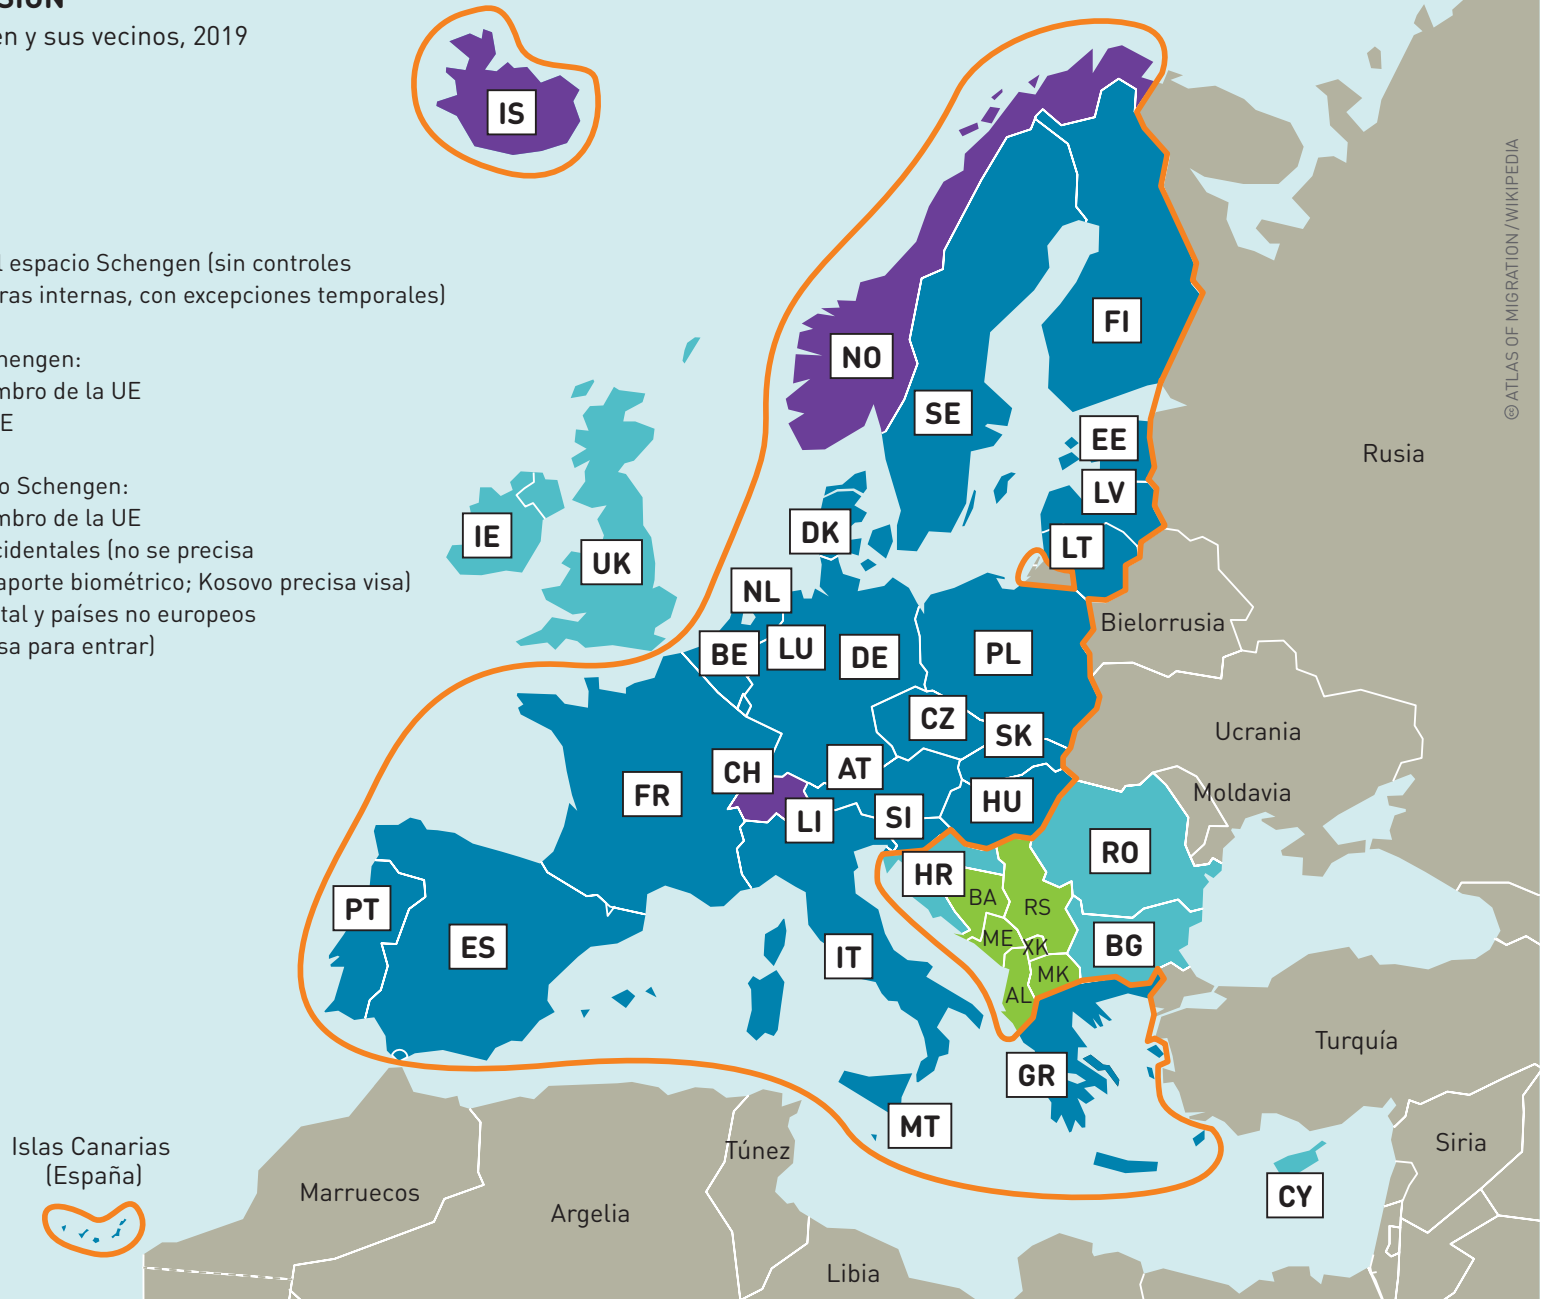 en y sus vecinos, 2019
l espacio Schengen (sin controles
ras internas, con excepciones temporales)
hengen:
mbro de la UE
E
o Schengen:
mbro de la UE
cidentales (no se precisa
aporte biométrico; Kosovo precisa visa)
tal y países no europeos
sa para entrar)
IS
NO
SE
FI
EE
LV
LT
DK
IE
UK
NL
BE
LU
DE
PL
CZ
SK
CH
AT
FR
LI
SI
HU
RO
HR
BA
RS
ME
XK
BG
MK
AL
PT
ES
IT
GR
MT
CY
Rusia
Bielorrusia
Ucrania
Moldavia
Turquía
Siria
Túnez
Marruecos
Argelia
Libia
Islas Canarias
(España)
cc ATLAS OF MIGRATION / WIKIPEDIA